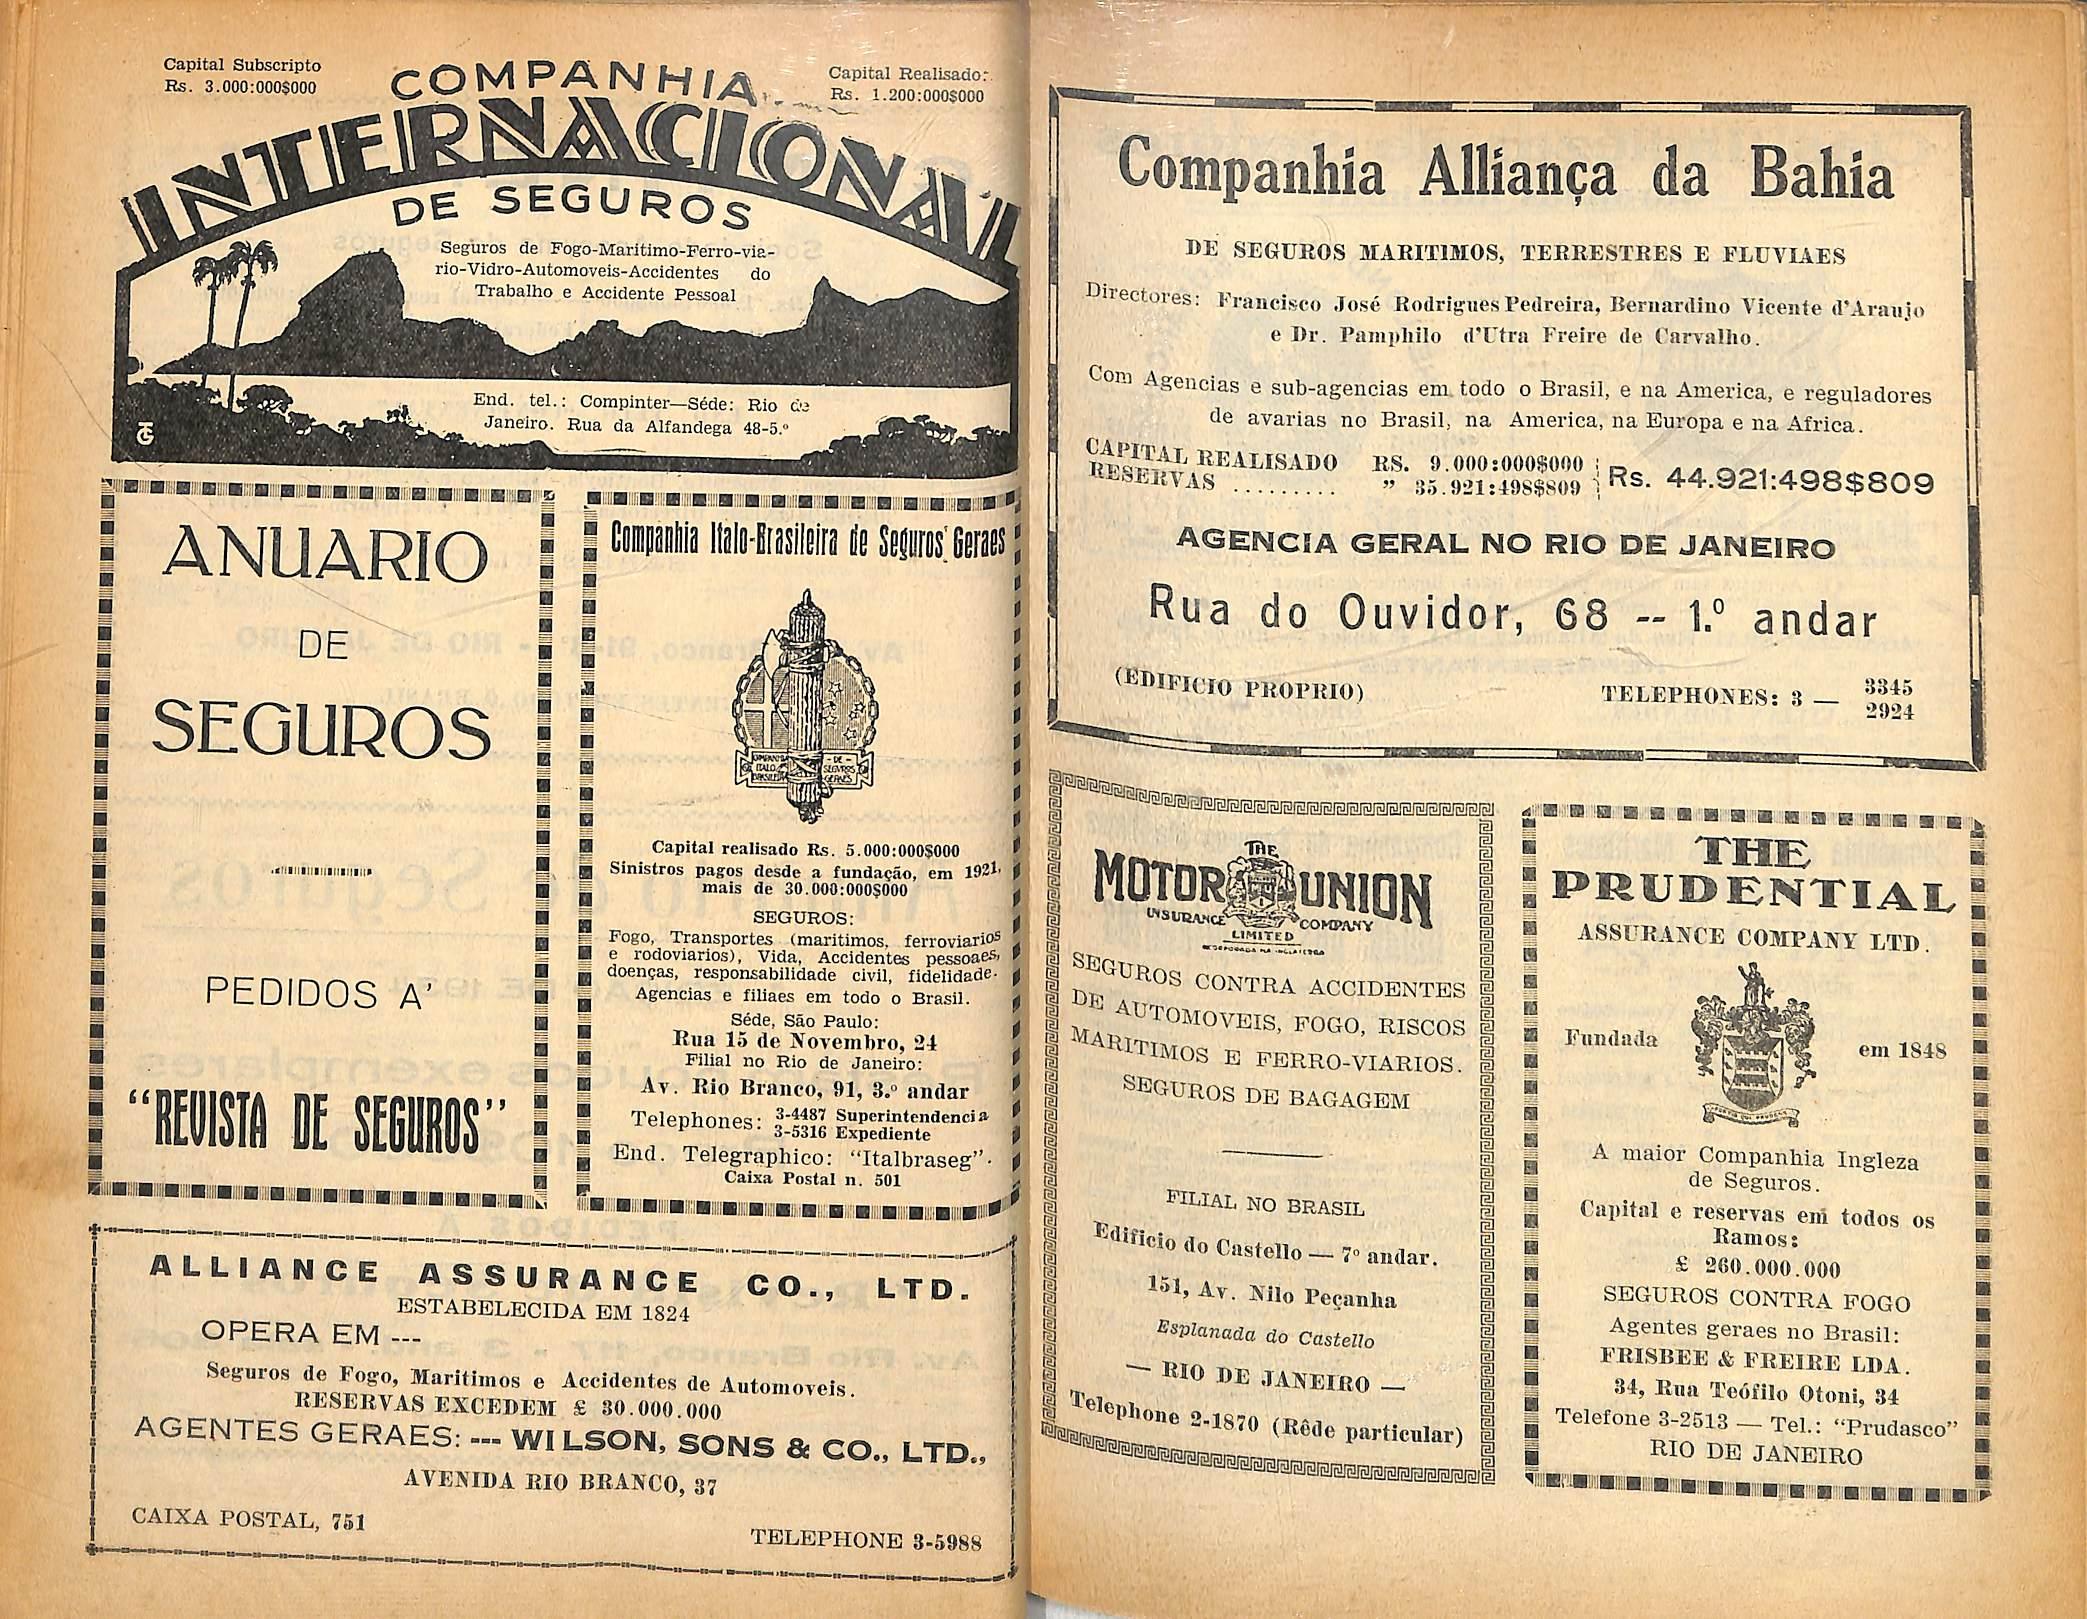 Capital Subscripto
Rs. 3.000:000$000
COMPANHIA
Capital Realisado:
Rs. 1.200:000$000
INTERNACIONAL
DE SEGUROS
Seguros de Fogo-Maritimo-Ferro-via-
rio-Vidro-Automoveis-Accidentes do
Trabalho e Accidente Pessoal
End. tel.: Compinter—Séde: Rio de
Janeiro. Rua da Alfandega 48-5.º
ANUARIO
DE
SEGUROS
PEDIDOS A'
“REVISTA DE SEGUROS”
Companhia Italo-Brasileira de Seguros Geraes
COMPANHIA
ITALO
BRASILEIRA
- DE -
SEGUROS
GERAES
Capital realisado Rs. 5.000:000$000
Sinistros pagos desde a fundação, em 1921,
mais de 30.000:000$000
SEGUROS:
Fogo, Transportes (maritimos, ferroviarios
e rodoviarios), Vida, Accidentes pessoaes,
doenças, responsabilidade civil, fidelidade.
Agencias e filiaes em todo o Brasil.
Séde, São Paulo:
Rua 15 de Novembro, 24
Filial no Rio de Janeiro:
Av. Rio Branco, 91, 3.º andar
Telephones: 3-4487 Superintendencia
3-5316 Expediente
End. Telegraphico: “Italbraseg”.
Caixa Postal n. 501
ALLIANCE ASSURANCE CO., LTD.
ESTABELECIDA EM 1824
OPERA EM ---
Seguros de Fogo, Maritimos e Accidentes de Automoveis.
RESERVAS EXCEDEM £ 30.000.000
AGENTES GERAES: --- WILSON, SONS & CO., LTD.,
AVENIDA RIO BRANCO, 37
CAIXA POSTAL, 751
TELEPHONE 3-5988
Companhia Alliança da Bahia
DE SEGUROS MARITIMOS, TERRESTRES E FLUVIAES
Directores: Francisco José Rodrigues Pedreira, Bernardino Vicente d'Araujo
e Dr. Pamphilo d'Utra Freire de Carvalho.
Com Agencias e sub-agencias em todo o Brasil, e na America, e reguladores
de avarias no Brasil, na America, na Europa e na Africa.
CAPITAL REALISADO RS. 9.000:000$000
RESERVAS ......... ” 35.921:498$809
Rs. 44.921:498$809
AGENCIA GERAL NO RIO DE JANEIRO
Rua do Ouvidor, 68 -- 1.º andar
(EDIFICIO PROPRIO)
TELEPHONES: 3 — 3345
2924
THE
MOTOR UNION
INSURANCE COMPANY
LIMITED
SEGUROS CONTRA ACCIDENTES
DE AUTOMOVEIS, FOGO, RISCOS
MARITIMOS E FERRO-VIARIOS.
SEGUROS DE BAGAGEM
FILIAL NO BRASIL
Edificio do Castello — 7º andar.
151, Av. Nilo Peçanha
Esplanada do Castello
— RIO DE JANEIRO —
Telephone 2-1870 (Rêde particular)
THE
PRUDENTIAL
ASSURANCE COMPANY LTD.
Fundada
em 1848
A maior Companhia Ingleza
de Seguros.
Capital e reservas em todos os
Ramos:
£ 260.000.000
SEGUROS CONTRA FOGO
Agentes geraes no Brasil:
FRISBEE & FREIRE LDA.
34, Rua Teófilo Otoni, 34
Telefone 3-2513 — Tel.: “Prudasco”
RIO DE JANEIRO